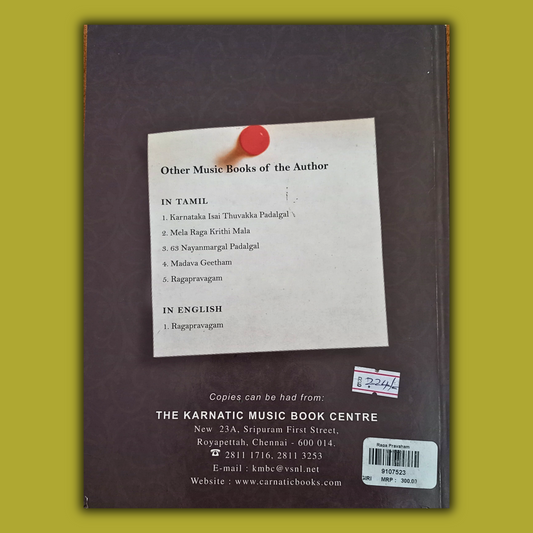 Other Music Books of the Author
IN TAMIL
1. Karnataka Isai Thuvakka Padalgal
2. Mela Raga Krithi Mala
3. 63 Nayanmargal Padalgal
4. Madava Geetham
5. Ragapravagam
IN ENGLISH
1. Ragapravagam
224/-
Copies can be had from:
THE KARNATIC MUSIC BOOK CENTRE
New 23A, Sripuram First Street,
Royapettah, Chennai - 600 014.
☎ 2811 1716, 2811 3253
E-mail : kmbc@vsnl.net
Website : www.carnaticbooks.com
Raga Pravaham
9107523
GIRI MRP : 300.00